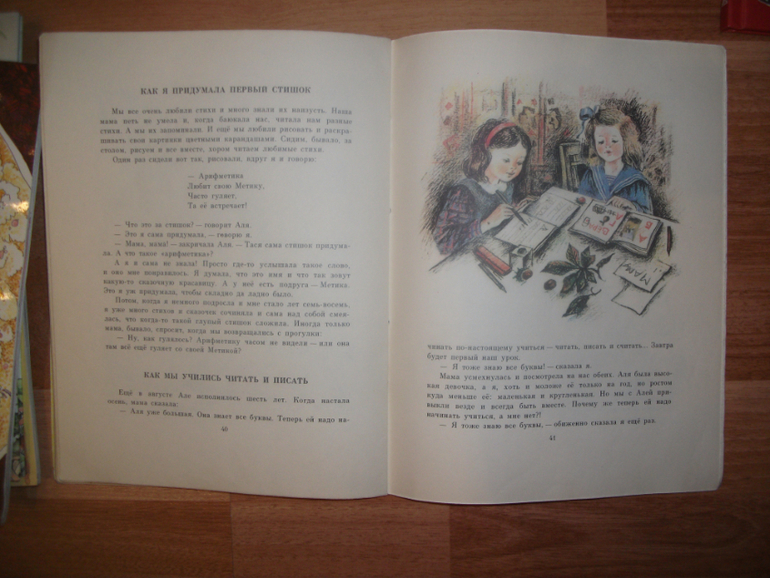 КАК Я ПРИДУМАЛА ПЕРВЫЙ СТИШОК
Мы все очень любили стихи и много знали их наизусть. Наша
мама петь не умела и, когда баюкала нас, читала нам разные
стихи. А мы их запоминали. И ещё мы любили рисовать и раскра-
шивать свои картинки цветными карандашами. Сидим, бывало, за
столом, рисуем и все вместе, хором читаем любимые стихи.
Один раз сидели вот так, рисовали, вдруг я и говорю:
— Арифметика
Любит свою Метику,
Часто гуляет,
Та её встречает!
— Что это за стишок? — говорит Аля.
— Это я сама придумала, — говорю я.
— Мама, мама! — закричала Аля. — Тася сама стишок придума-
ла. А что такое «арифметика»?
А я и сама не знала! Просто где-то услышала такое слово,
и оно мне понравилось. Я думала, что это имя и что так зовут
какую-то сказочную красавицу. А у неё есть подруга — Метика.
Это я уж придумала, чтобы складно да ладно было.
Потом, когда я немного подросла и мне стало лет семь-восемь,
я уже много стихов и сказочек сочинила и сама над собой смея-
лась, что когда-то такой глупый стишок сложила. Иногда только
мама, бывало, спросит, когда мы возвращались с прогулки:
— Ну, как гулялось? Арифметику часом не видели — или она
там всё ещё гуляет со своей Метикой?
КАК МЫ УЧИЛИСЬ ЧИТАТЬ И ПИСАТЬ
Ещё в августе Але исполнилось шесть лет. Когда настала
осень, мама сказала:
— Аля уже большая. Она знает все буквы. Теперь ей надо на-
40
МАМА
чинать по-настоящему учиться — читать, писать и считать... Завтра
будет первый наш урок.
— Я тоже знаю все буквы! — сказала я.
Мама усмехнулась и посмотрела на нас обоих. Аля была высо-
кая девочка, а я, хоть и моложе её только на год, но ростом
куда меньше её: маленькая и кругленькая. Но мы с Алей при-
выкли везде и всегда быть вместе. Почему же теперь ей надо
начинать учиться, а мне нет?!
— Я тоже знаю все буквы, — обиженно сказала я ещё раз.
41